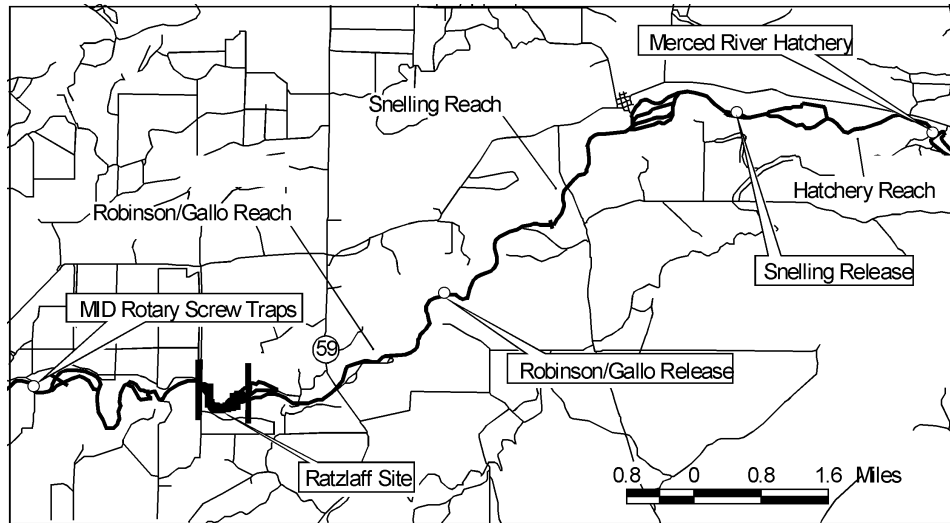 Merced River Hatchery
Snelling Reach
Hatchery Reach
Robinson/Gallo Reach
Snelling Release
MID Rotary Screw Traps
59
Robinson/Gallo Release
Ratzlaff Site
0.8 0 0.8 1.6 Miles